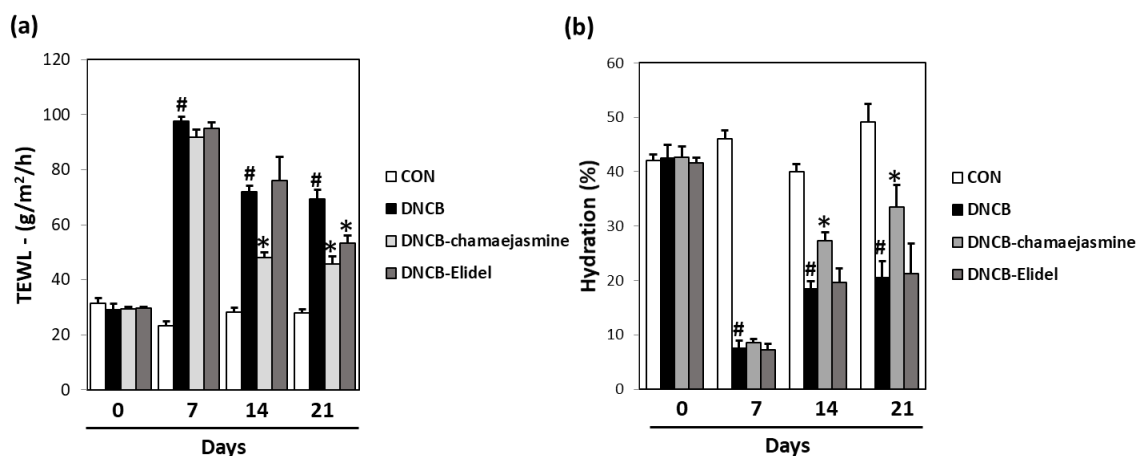 (a)
TEWL - (g/m²/h)
120
100
80
60
40
20
0
#
#
*
#
*
*
0 7 14 21
Days
CON
DNCB
DNCB-chamaejasmine
DNCB-Elidel
(b)
Hydration (%)
60
50
40
30
20
10
0
#
#
*
#
*
0 7 14 21
Days
CON
DNCB
DNCB-chamaejasmine
DNCB-Elidel